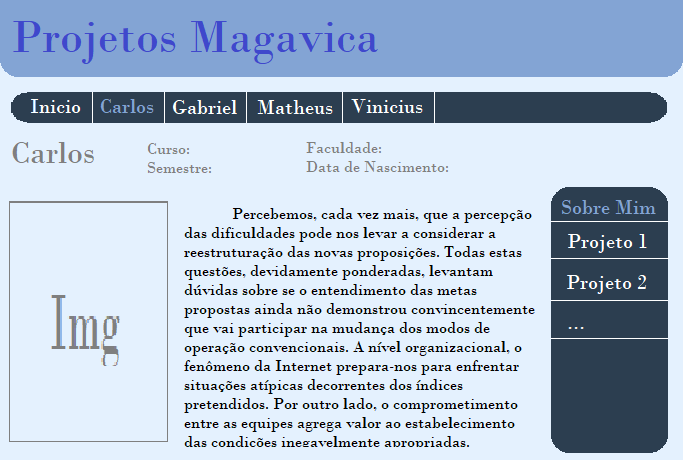 Projetos Magavica
Inicio Carlos Gabriel Matheus Vinicius
Carlos
Curso:
Semestre:
Faculdade:
Data de Nascimento:
Img
Percebemos, cada vez mais, que a percepção
das dificuldades pode nos levar a considerar a
reestruturação das novas proposições. Todas estas
questões, devidamente ponderadas, levantam
dúvidas sobre se o entendimento das metas
propostas ainda não demonstrou convincentemente
que vai participar na mudança dos modos de
operação convencionais. A nível organizacional, o
fenômeno da Internet prepara-nos para enfrentar
situações atípicas decorrentes dos índices
pretendidos. Por outro lado, o comprometimento
entre as equipes agrega valor ao estabelecimento
das condições inegavelmente apropriadas.
Sobre Mim
Projeto 1
Projeto 2
...